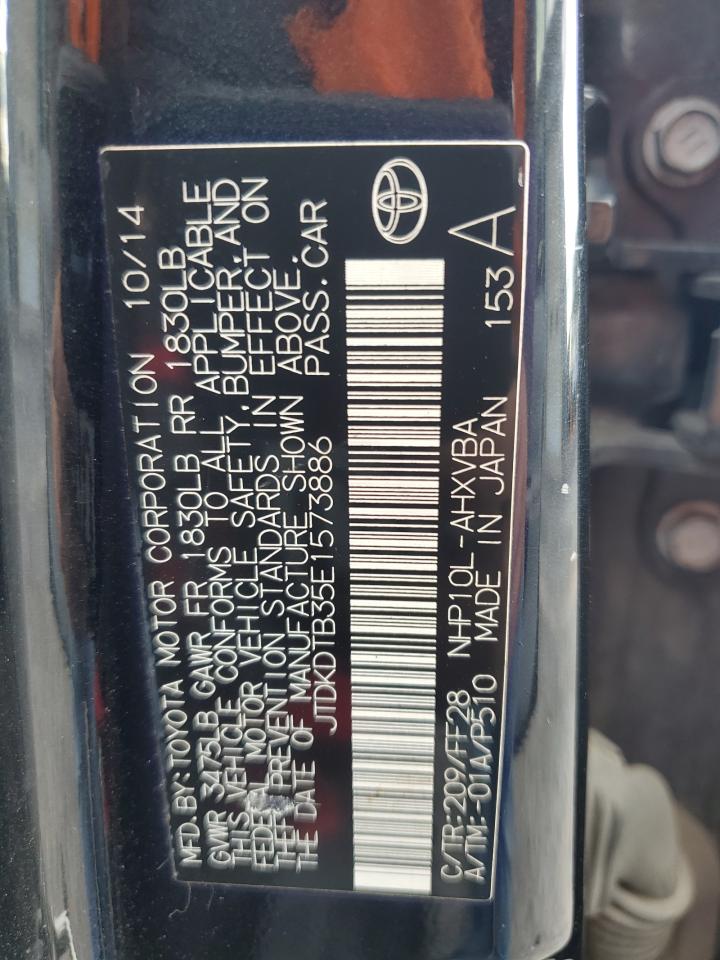 MFD.BY:TOYOTA MOTOR CORPORATION 10/14
GVWR 3475LB GAWR FR 1830LB RR 1830LB
THIS VEHICLE CONFORMS TO ALL APPLICABLE
FEDERAL MOTOR VEHICLE SAFETY,BUMPER,AND
THEFT PREVENTION STANDARDS IN EFFECT ON
THE DATE OF MANUFACTURE SHOWN ABOVE.
JTDKDTB35E1573886 PASS.CAR
C/TR:209/FF28 NHP10L-AHXVBA
A/TM:-01A/P510 MADE IN JAPAN 153 A